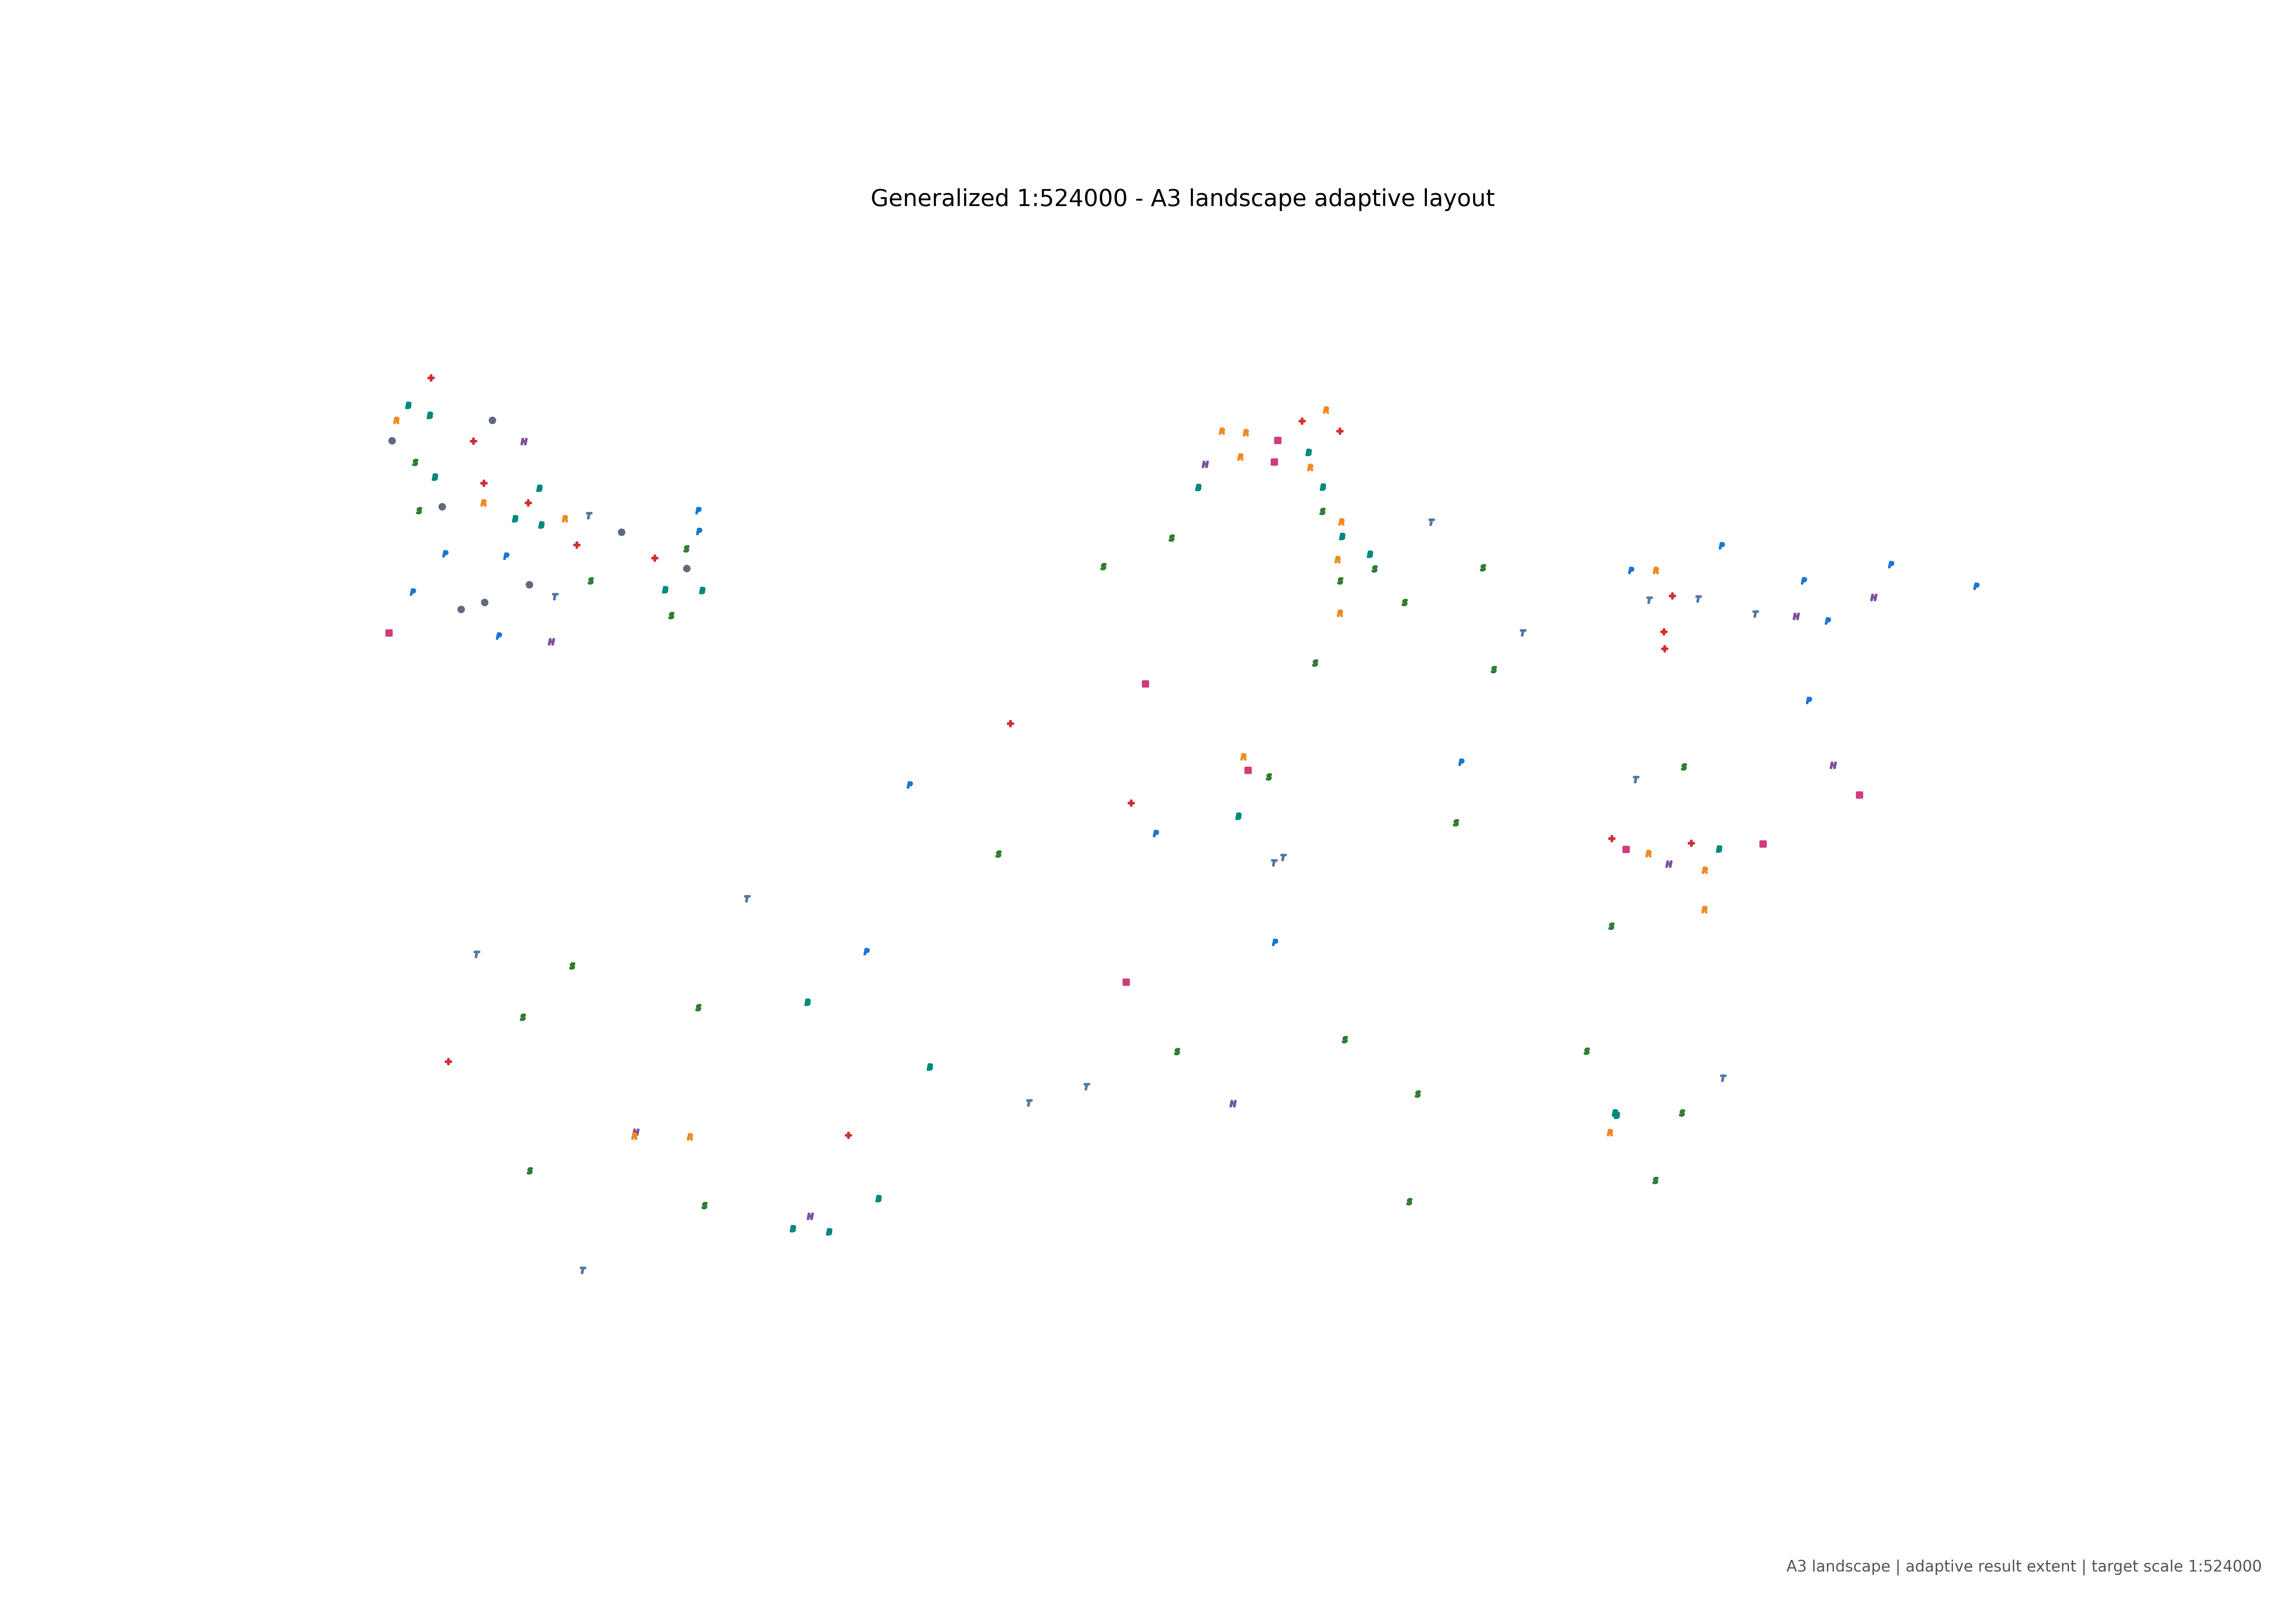 Generalized 1:524000 - A3 landscape adaptive layout
A3 landscape | adaptive result extent | target scale 1:524000